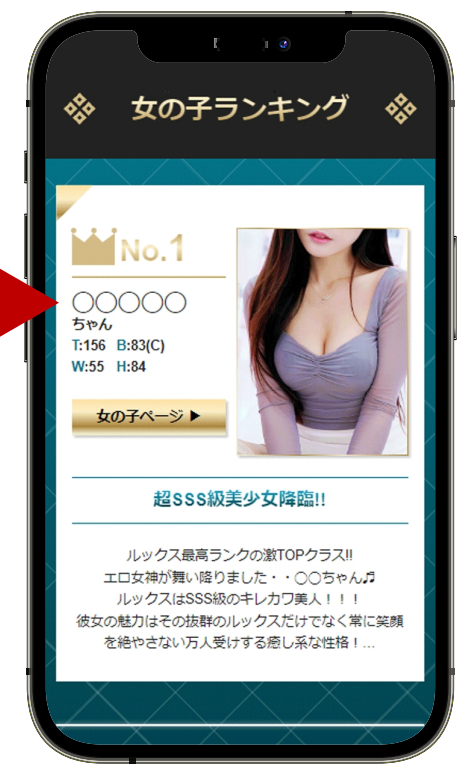 女の子ランキング
No.1
○○○○○
ちゃん
T:156 B:83(C)
W:55 H:84
女の子ページ ▶
超SSS級美少女降臨!!
ルックス最高ランクの激TOPクラス!!
エロ女神が舞い降りました・・○○ちゃん♬
ルックスはSSS級のキレカワ美人！！！
彼女の魅力はその抜群のルックスだけでなく常に笑顔
を絶やさない万人受けする癒し系な性格！...